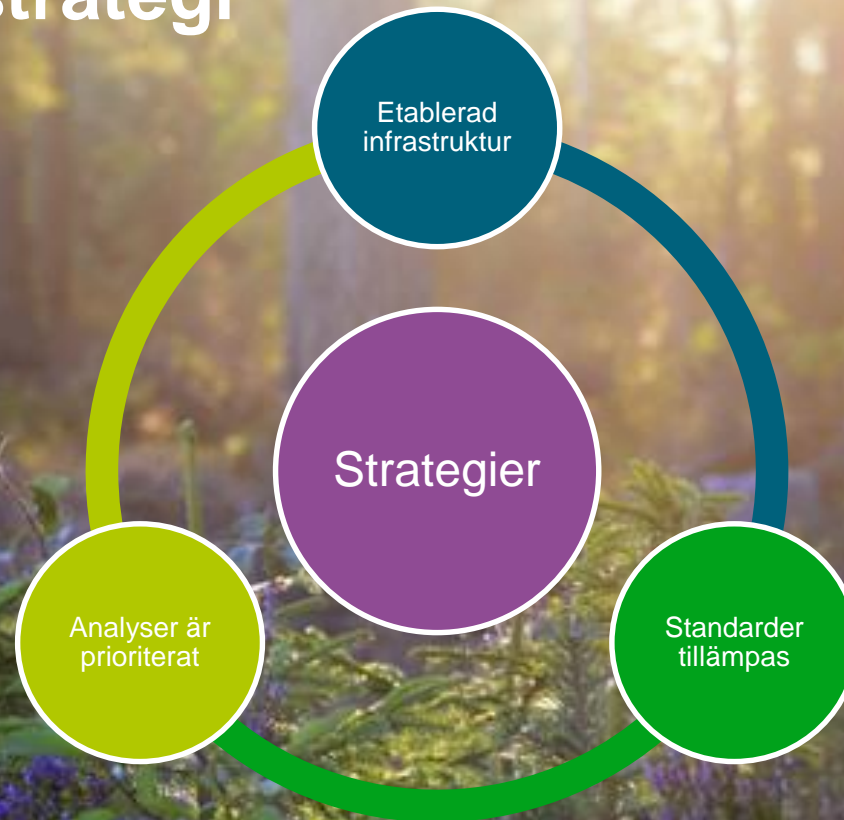 strategi
Etablerad
infrastruktur
Strategier
Analyser är
prioriterat
Standarder
tillämpas